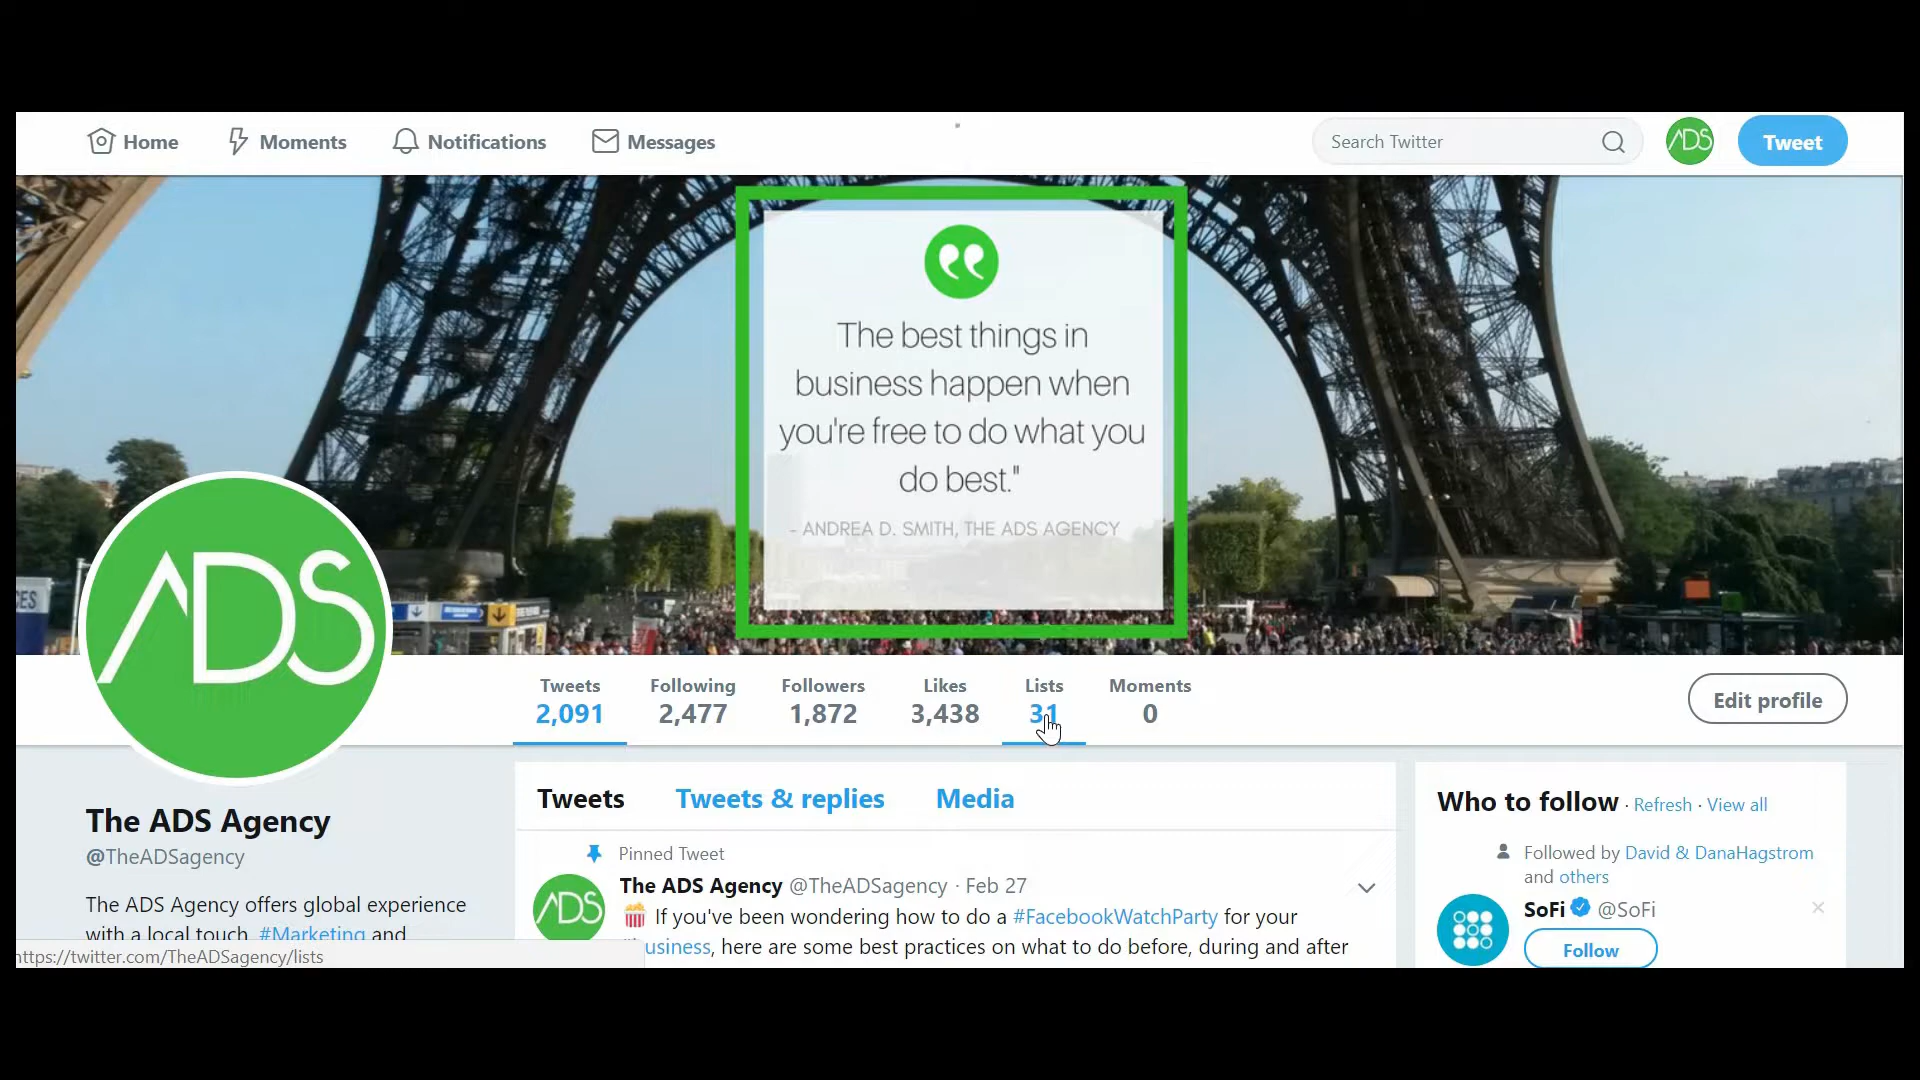 Home Moments Notifications Messages
Search Twitter
ADS
Tweet
The best things in
business happen when
you're free to do what you
do best."
- ANDREA D. SMITH, THE ADS AGENCY
ADS
Tweets Following Followers Likes Lists Moments
2,091 2,477 1,872 3,438 31 0
Edit profile
The ADS Agency
@TheADSagency
The ADS Agency offers global experience
with a local touch. #Marketing and
https://twitter.com/TheADSagency/lists
Tweets Tweets & replies Media
Pinned Tweet
ADS
The ADS Agency @TheADSagency · Feb 27
If you've been wondering how to do a #FacebookWatchParty for your
usiness, here are some best practices on what to do before, during and after
Who to follow · Refresh · View all
Followed by David & DanaHagstrom
and others
SoFi @SoFi
Follow